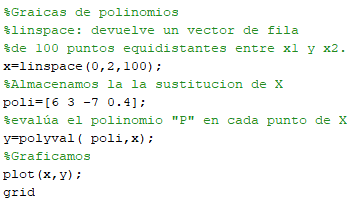 %Graicas de polinomios
%linspace: devuelve un vector de fila
%de 100 puntos equidistantes entre x1 y x2.
x=linspace(0,2,100);
%Almacenamos la la sustitucion de X
poli=[6 3 -7 0.4];
%evalúa el polinomio "P" en cada punto de X
y=polyval( poli,x);
%Graficamos
plot(x,y);
grid